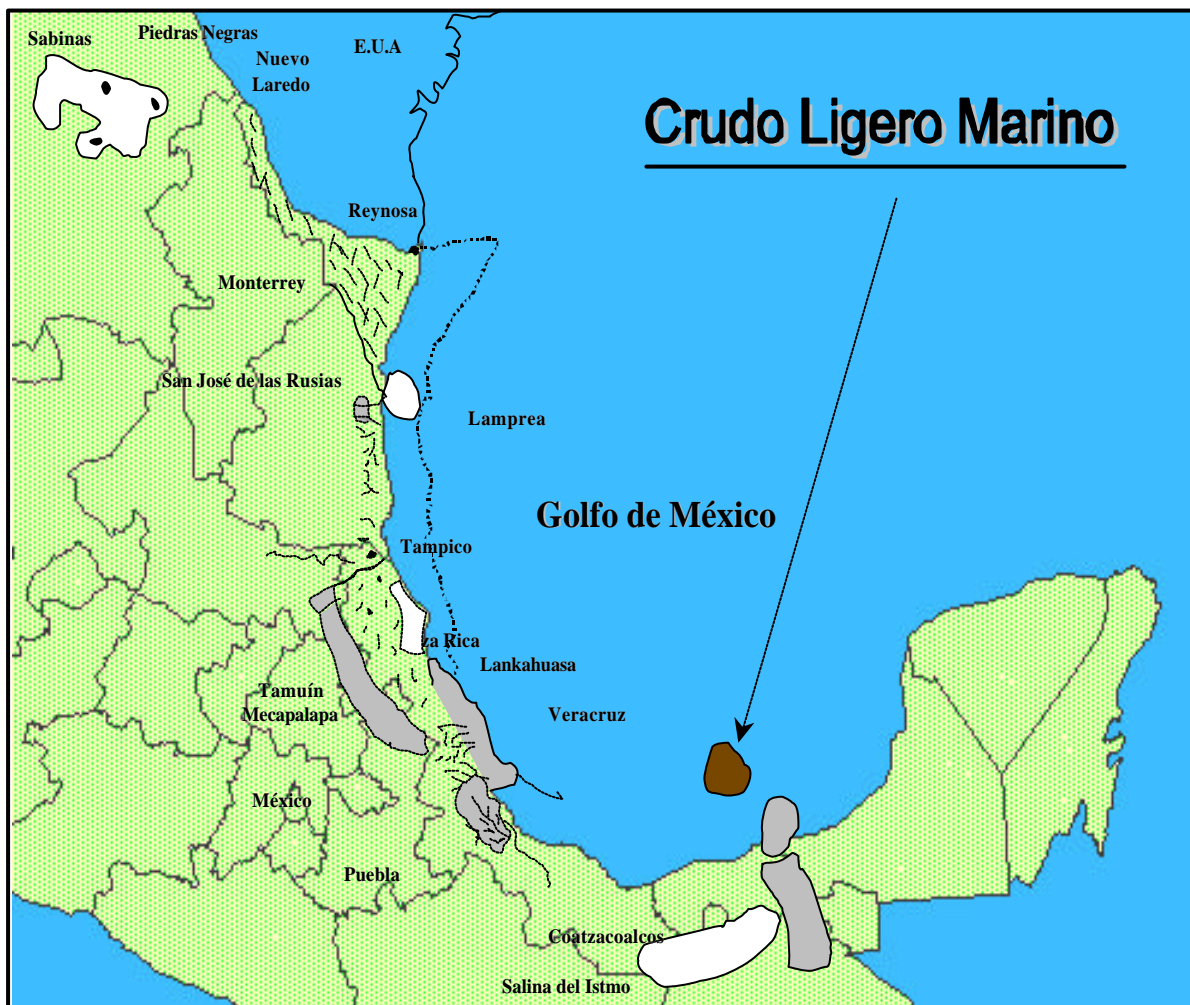 Sabinas
Piedras Negras
E.U.A
Nuevo
Laredo
Crudo Ligero Marino
Reynosa
Monterrey
San José de las Rusias
Lamprea
Golfo de México
Tampico
za Rica
Lankahuasa
Tamuín
Mecapalapa
Veracruz
México
Puebla
Coatzacoalcos
Salina del Istmo